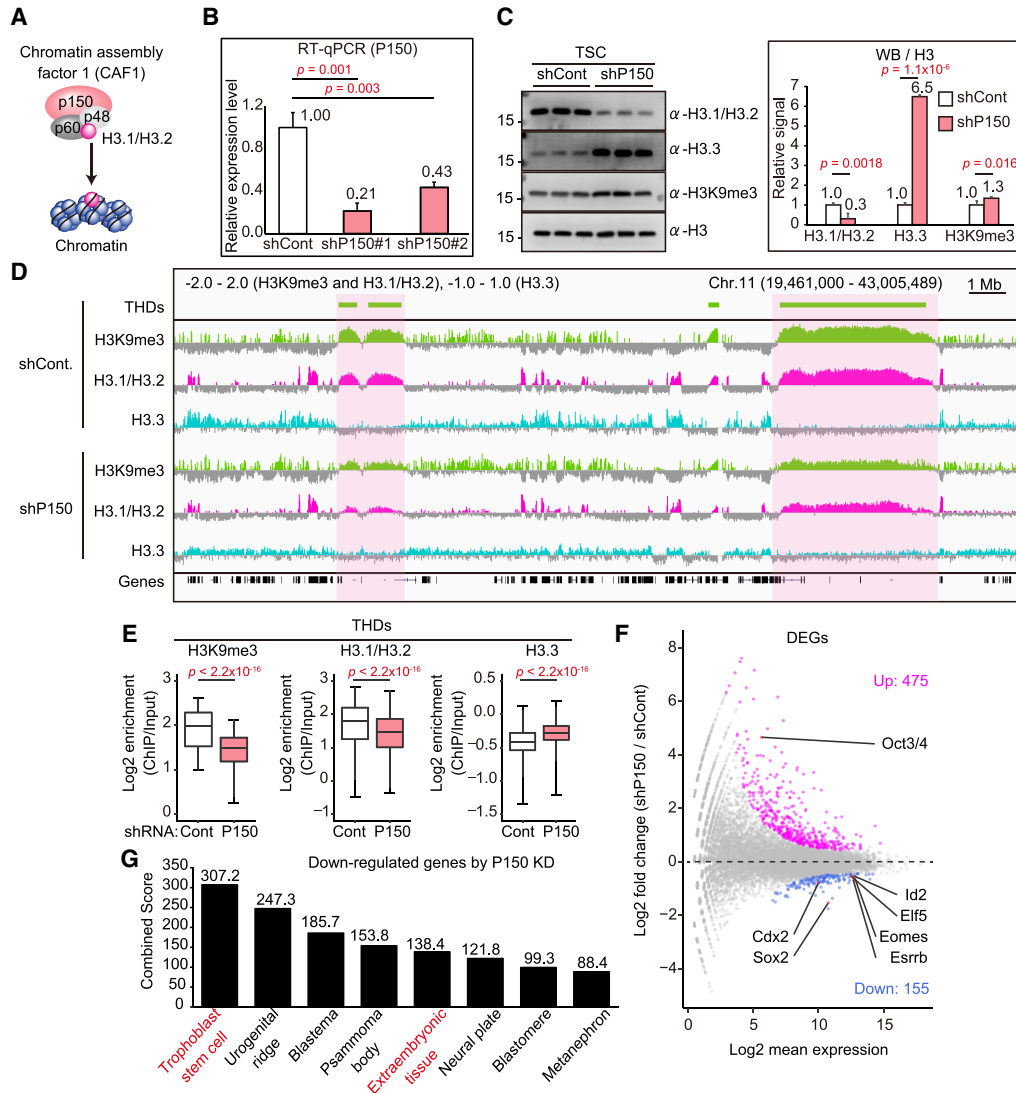 A
Chromatin assembly
factor 1 (CAF1)
p150
p48
p60
H3.1/H3.2
Chromatin
B
RT-qPCR (P150)
p = 0.001
p = 0.003
Relative expression level
1.2
0.8
0.4
0.0
1.00
0.21
0.43
shCont
shP150#1
shP150#2
C
TSC
shCont shP150
15
α-H3.1/H3.2
15
α-H3.3
15
α-H3K9me3
15
α-H3
WB / H3
p = 1.1x10-6
shCont
shP150
Relative signal
7
6
5
4
3
2
1
0
p = 0.0018
p = 0.016
1.0
0.3
1.0
6.5
1.0
1.3
H3.1/H3.2
H3.3
H3K9me3
D
-2.0 - 2.0 (H3K9me3 and H3.1/H3.2), -1.0 - 1.0 (H3.3)
Chr.11 (19,461,000 - 43,005,489)
1 Mb
THDs
shCont.
H3K9me3
H3.1/H3.2
H3.3
shP150
H3K9me3
H3.1/H3.2
H3.3
Genes
E
THDs
H3K9me3
p < 2.2x10-16
Log2 enrichment
(ChIP/Input)
3
2
1
0
H3.1/H3.2
p < 2.2x10-16
Log2 enrichment
(ChIP/Input)
3
2
1
0
−1
H3.3
p < 2.2x10-16
Log2 enrichment
(ChIP/Input)
0.5
0.0
−0.5
−1.0
−1.5
shRNA: Cont P150
Cont P150
Cont P150
F
DEGs
Up: 475
Oct3/4
Log2 fold change (shP150 / shCont)
8
6
4
2
0
−2
−4
Id2
Elf5
Eomes
Esrrb
Cdx2
Sox2
Down: 155
0
5
10
15
Log2 mean expression
G
Down-regulated genes by P150 KD
Combined Score
350
300
250
200
150
100
50
0
307.2
247.3
185.7
153.8
138.4
121.8
99.3
88.4
Trophoblast
stem cell
Urogenital
ridge
Blastema
Psammoma
body
Extraembryonic
tissue
Neural plate
Blastomere
Metanephron